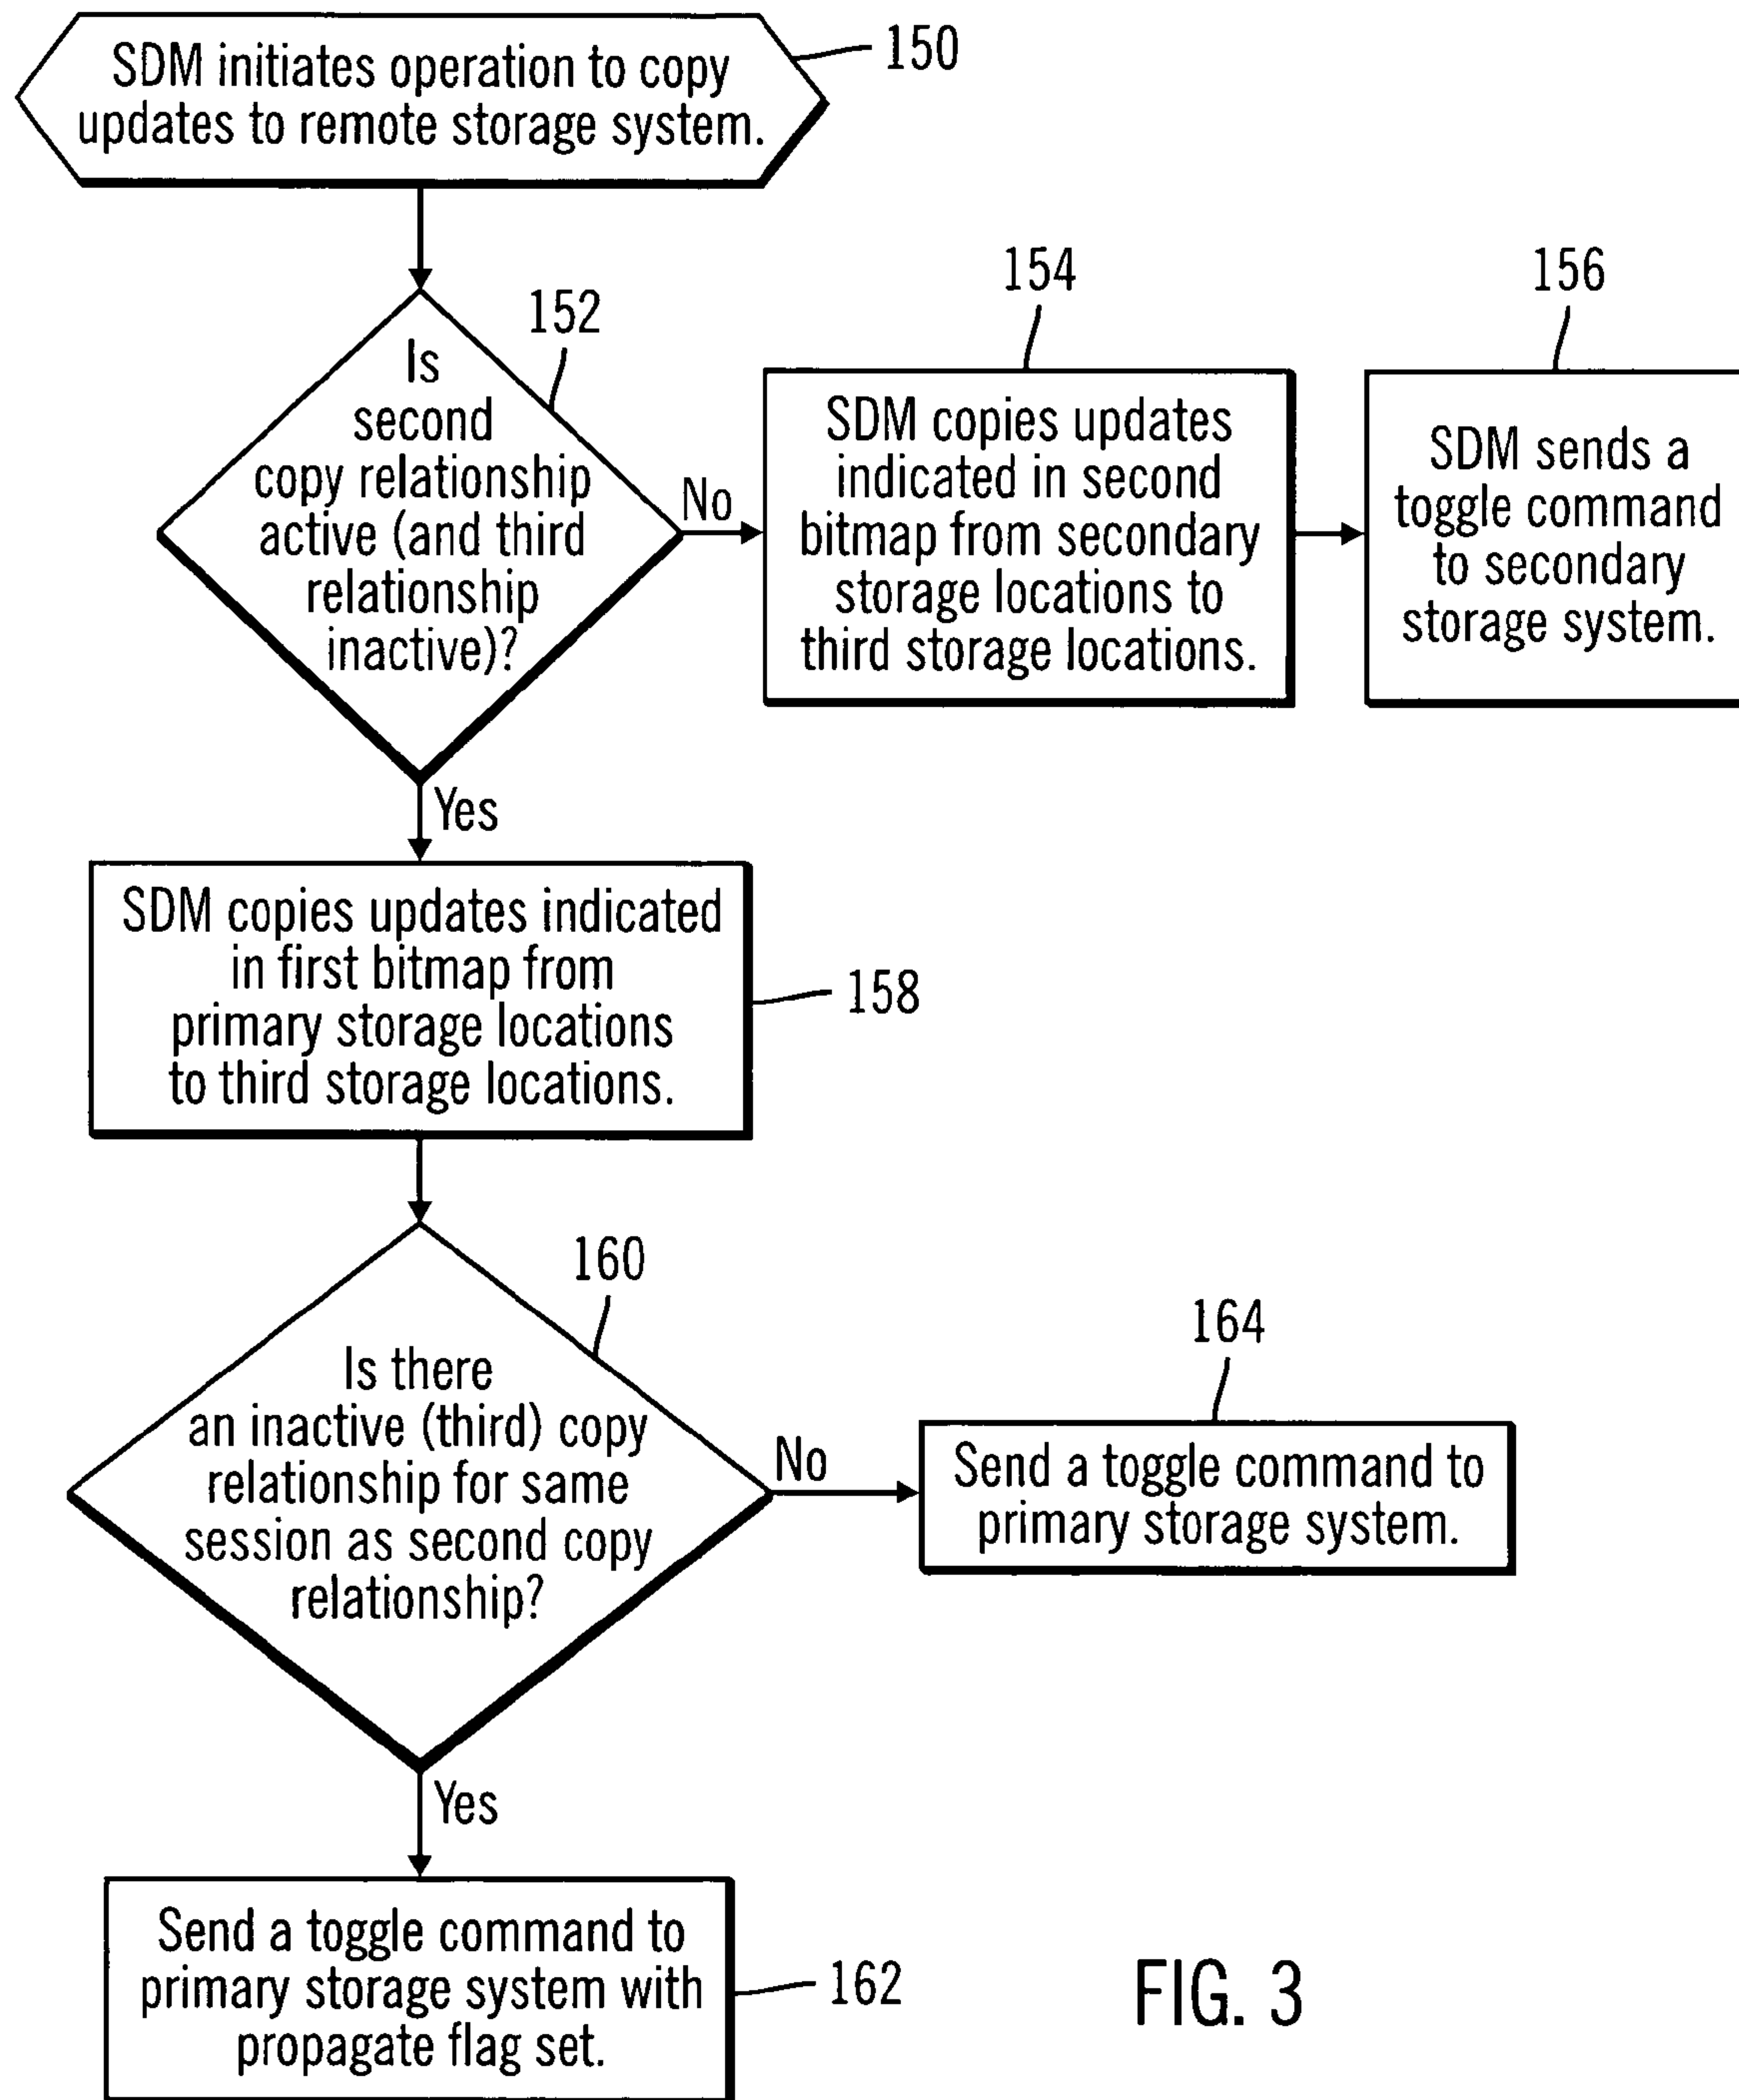 SDM initiates operation to copy
updates to remote storage system.
150
Is
second
copy relationship
active (and third
relationship
inactive)?
152
No
154
SDM copies updates
indicated in second
bitmap from secondary
storage locations to
third storage locations.
156
SDM sends a
toggle command
to secondary
storage system.
Yes
SDM copies updates indicated
in first bitmap from
primary storage locations
to third storage locations.
158
160
Is there
an inactive (third) copy
relationship for same
session as second copy
relationship?
No
164
Send a toggle command to
primary storage system.
Yes
Send a toggle command to
primary storage system with
propagate flag set.
162
FIG. 3